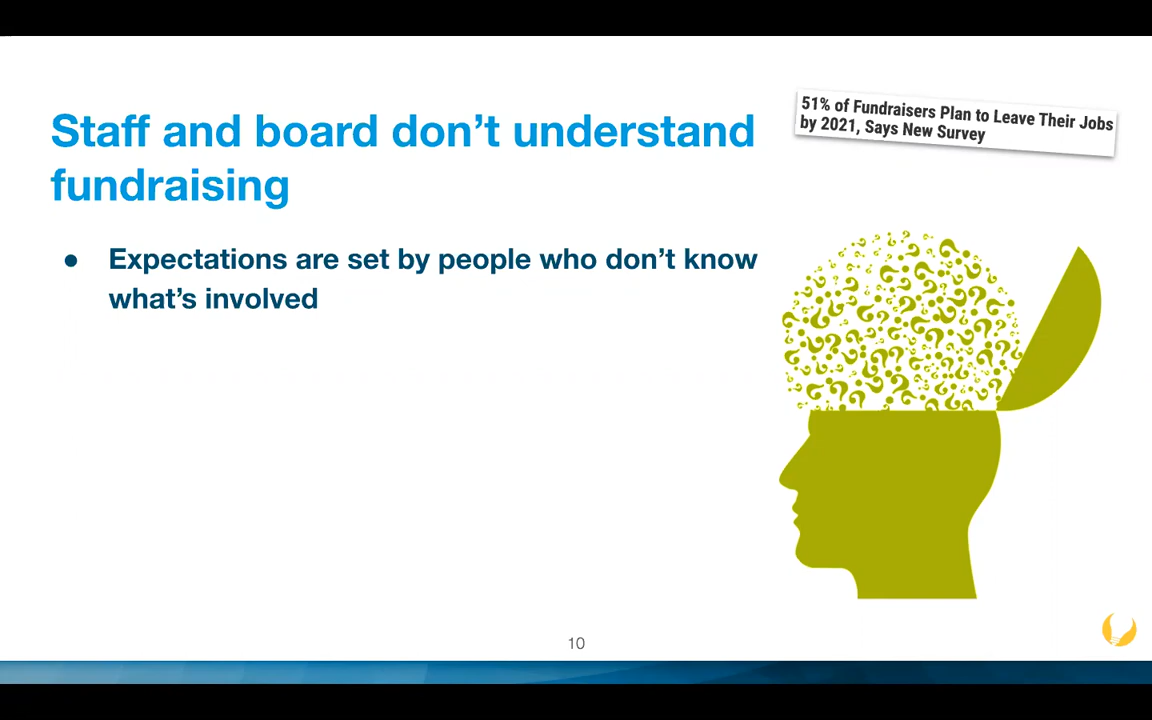 51% of Fundraisers Plan to Leave Their Jobs
by 2021, Says New Survey
Staff and board don’t understand
fundraising
● Expectations are set by people who don’t know
what’s involved
10